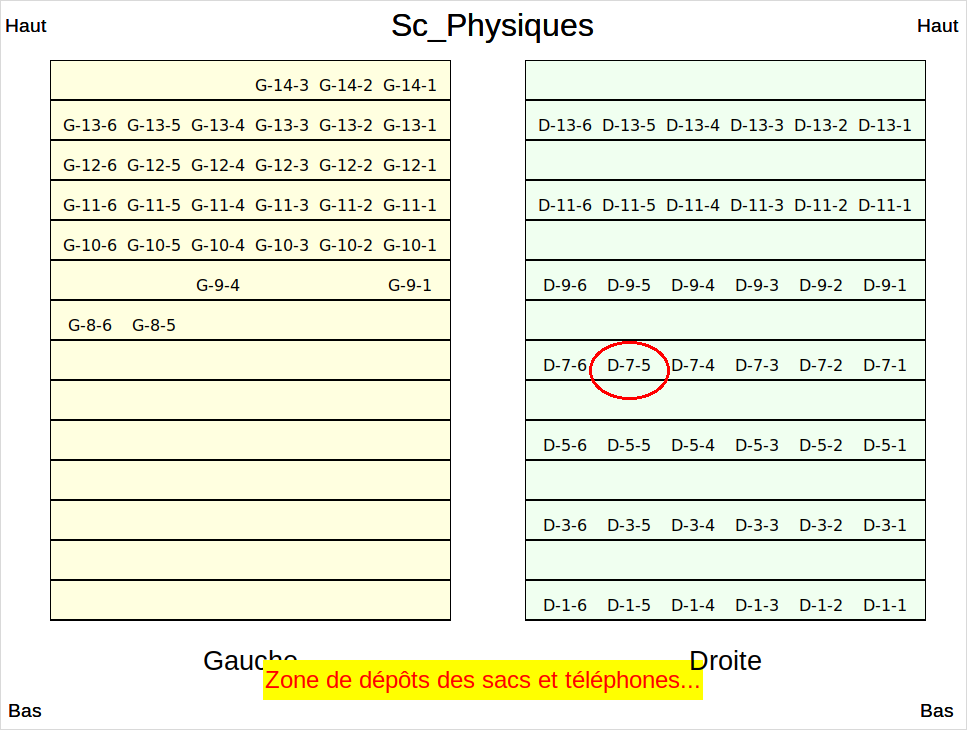 Sc_Physiques
Haut
Haut
G-14-3 G-14-2 G-14-1
G-13-6 G-13-5 G-13-4 G-13-3 G-13-2 G-13-1
G-12-6 G-12-5 G-12-4 G-12-3 G-12-2 G-12-1
G-11-6 G-11-5 G-11-4 G-11-3 G-11-2 G-11-1
G-10-6 G-10-5 G-10-4 G-10-3 G-10-2 G-10-1
G-9-4 G-9-1
G-8-6 G-8-5
D-13-6 D-13-5 D-13-4 D-13-3 D-13-2 D-13-1
D-11-6 D-11-5 D-11-4 D-11-3 D-11-2 D-11-1
D-9-6 D-9-5 D-9-4 D-9-3 D-9-2 D-9-1
D-7-6 D-7-5 D-7-4 D-7-3 D-7-2 D-7-1
D-5-6 D-5-5 D-5-4 D-5-3 D-5-2 D-5-1
D-3-6 D-3-5 D-3-4 D-3-3 D-3-2 D-3-1
D-1-6 D-1-5 D-1-4 D-1-3 D-1-2 D-1-1
Gauche
Droite
Zone de dépôts des sacs et téléphones...
Bas
Bas